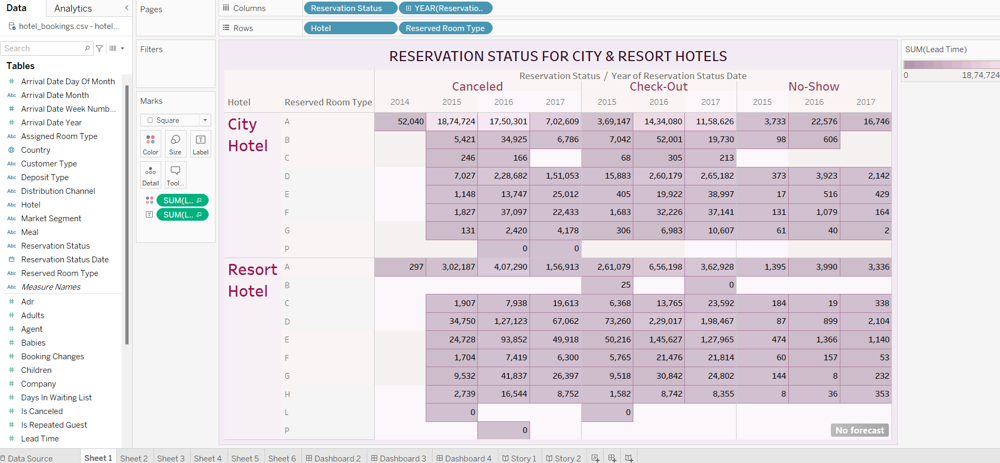 Data Analytics <
Pages
Columns Reservation Status YEAR(Reservatio..
hotel_bookings.csv - hotel...
Rows Hotel Reserved Room Type
Search
Filters
SUM(Lead Time)
0 18,74,724
Tables
Arrival Date Day Of Month
Abc Arrival Date Month
Arrival Date Week Numb...
Arrival Date Year
Abc Assigned Room Type
Country
Abc Customer Type
Abc Deposit Type
Abc Distribution Channel
Abc Hotel
Abc Market Segment
Abc Meal
Abc Reservation Status
Reservation Status Date
Abc Reserved Room Type
Abc Measure Names
# Adr
# Adults
# Agent
# Babies
# Booking Changes
# Children
# Company
# Days In Waiting List
# Is Canceled
# Is Repeated Guest
# Lead Time
Marks
Square
Color Size T Label
Detail Tool...
SUM(L..
T SUM(L..
RESERVATION STATUS FOR CITY & RESORT HOTELS
Reservation Status / Year of Reservation Status Date
Canceled Check-Out No-Show
Hotel Reserved Room Type 2014 2015 2016 2017 2015 2016 2017 2015 2016 2017
City Hotel
A 52,040 18,74,724 17,50,301 7,02,609 3,69,147 14,34,080 11,58,626 3,733 22,576 16,746
B 5,421 34,925 6,786 7,042 52,001 19,730 98 606
C 246 166 68 305 213
D 7,027 2,28,682 1,51,053 15,883 2,60,179 2,65,182 373 3,923 2,142
E 1,148 13,747 25,012 405 19,922 38,997 17 516 429
F 1,827 37,097 22,433 1,683 32,226 37,141 131 1,079 164
G 131 2,420 4,178 306 6,983 10,607 61 40 2
P 0 0
Resort Hotel
A 297 3,02,187 4,07,290 1,56,913 2,61,079 6,56,198 3,62,928 1,395 3,990 3,336
B 25 0
C 1,907 7,938 19,613 6,368 13,765 23,592 184 19 338
D 34,750 1,27,123 67,062 73,260 2,29,017 1,98,467 87 899 2,104
E 24,728 93,852 49,918 50,216 1,45,627 1,27,965 474 1,366 1,140
F 1,704 7,419 6,300 5,765 21,476 21,814 60 157 53
G 9,532 41,837 26,397 9,518 30,842 24,802 144 8 232
H 2,739 16,544 8,752 1,582 8,742 8,355 8 36 353
L 0 0
P 0
No forecast
Data Source Sheet 1 Sheet 2 Sheet 3 Sheet 4 Sheet 5 Sheet 6 Dashboard 2 Dashboard 3 Dashboard 4 Story 1 Story 2